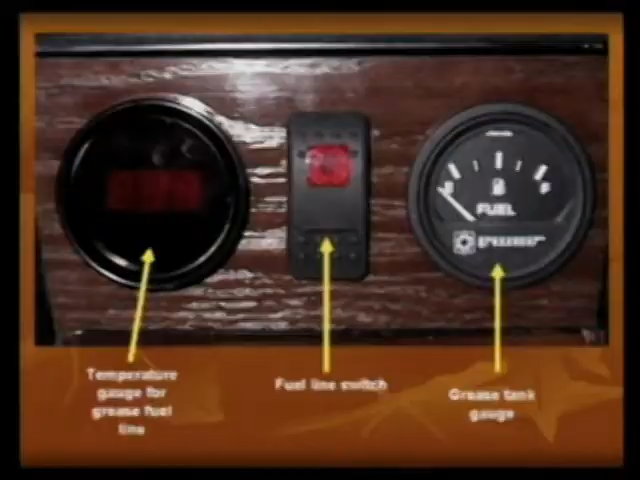 E
F
FUEL
Temperature
gauge for
grease fuel
line
Fuel line switch
Grease tank
gauge